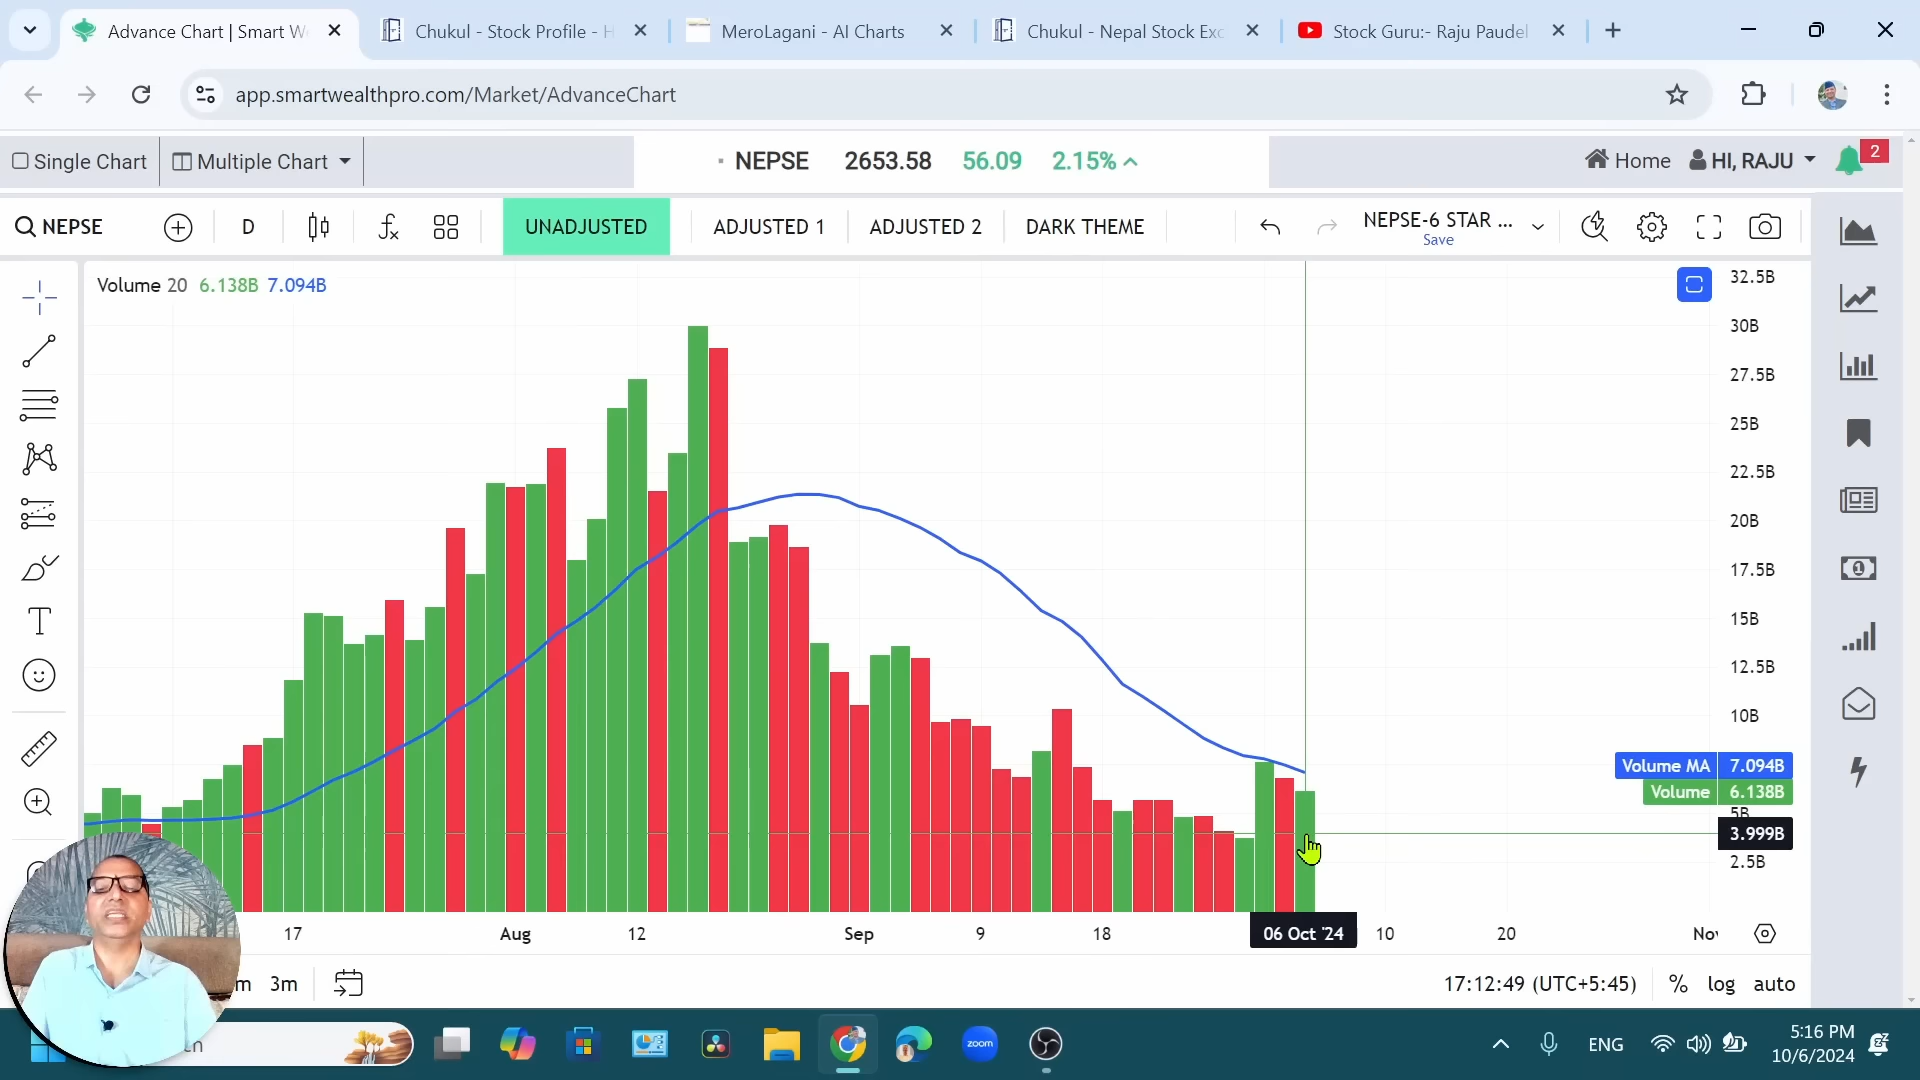 Advance Chart | Smart W
Chukul - Stock Profile - H
MeroLagani - AI Charts
Chukul - Nepal Stock Exc
Stock Guru:- Raju Paudel
app.smartwealthpro.com/Market/AdvanceChart
Single Chart
Multiple Chart
NEPSE 2653.58 56.09 2.15%
Home
HI, RAJU
2
NEPSE
D
UNADJUSTED
ADJUSTED 1
ADJUSTED 2
DARK THEME
NEPSE-6 STAR ...
Save
Volume 20 6.138B 7.094B
32.5B
30B
27.5B
25B
22.5B
20B
17.5B
15B
12.5B
10B
Volume MA 7.094B
Volume 6.138B
5B
3.999B
2.5B
17
Aug
12
Sep
9
18
06 Oct '24
10
20
Nov
m
3m
17:12:49 (UTC+5:45)
%
log
auto
ch
zoom
ENG
5:16 PM
10/6/2024